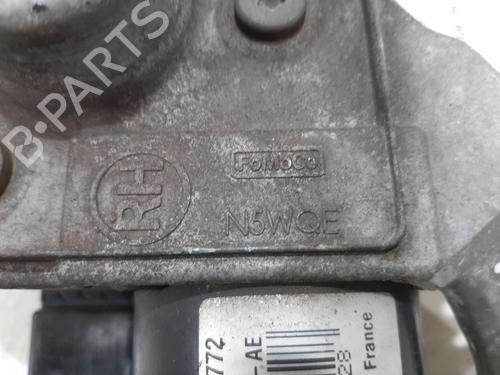 B-PARTS
RH
FoMoCo
N5WQE
772
-AE
28
France